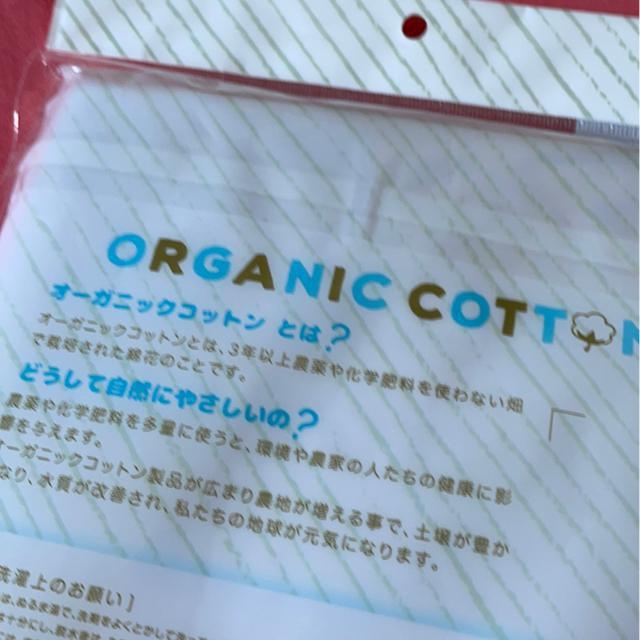 ORGANIC COTTON
オーガニックコットン とは?
オーガニックコットンとは、3年以上農薬や化学肥料を使わない畑
で栽培された綿花のことです。
どうして自然にやさしいの?
農薬や化学肥料を多量に使うと、環境や農家の人たちの健康に影
響を与えます。
ーガニックコットン製品が広まり農地が増える事で、土壌が豊か
なり、水質が改善され、私たちの地球が元気になります。
洗濯上のお願い]